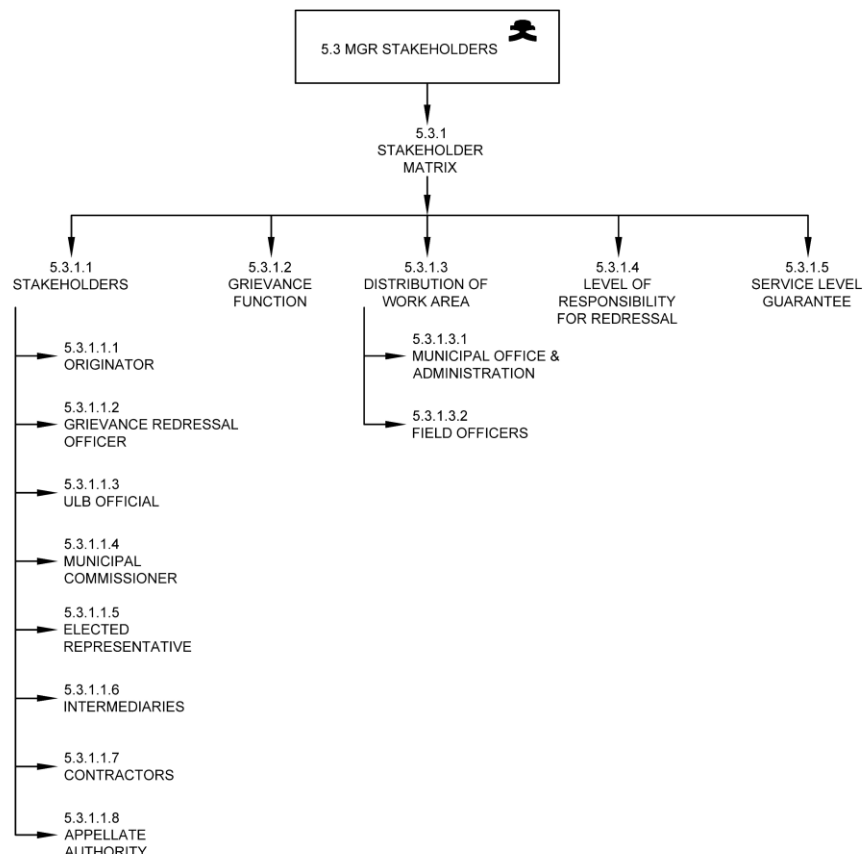 5.3 MGR STAKEHOLDERS
5.3.1
STAKEHOLDER
MATRIX
5.3.1.1
STAKEHOLDERS
5.3.1.2
GRIEVANCE
FUNCTION
5.3.1.3
DISTRIBUTION OF
WORK AREA
5.3.1.4
LEVEL OF
RESPONSIBILITY
FOR REDRESSAL
5.3.1.5
SERVICE LEVEL
GUARANTEE
5.3.1.1.1
ORIGINATOR
5.3.1.1.2
GRIEVANCE REDRESSAL
OFFICER
5.3.1.1.3
ULB OFFICIAL
5.3.1.1.4
MUNICIPAL
COMMISSIONER
5.3.1.1.5
ELECTED
REPRESENTATIVE
5.3.1.1.6
INTERMEDIARIES
5.3.1.1.7
CONTRACTORS
5.3.1.1.8
APPELLATE
AUTHORITY
5.3.1.3.1
MUNICIPAL OFFICE &
ADMINISTRATION
5.3.1.3.2
FIELD OFFICERS